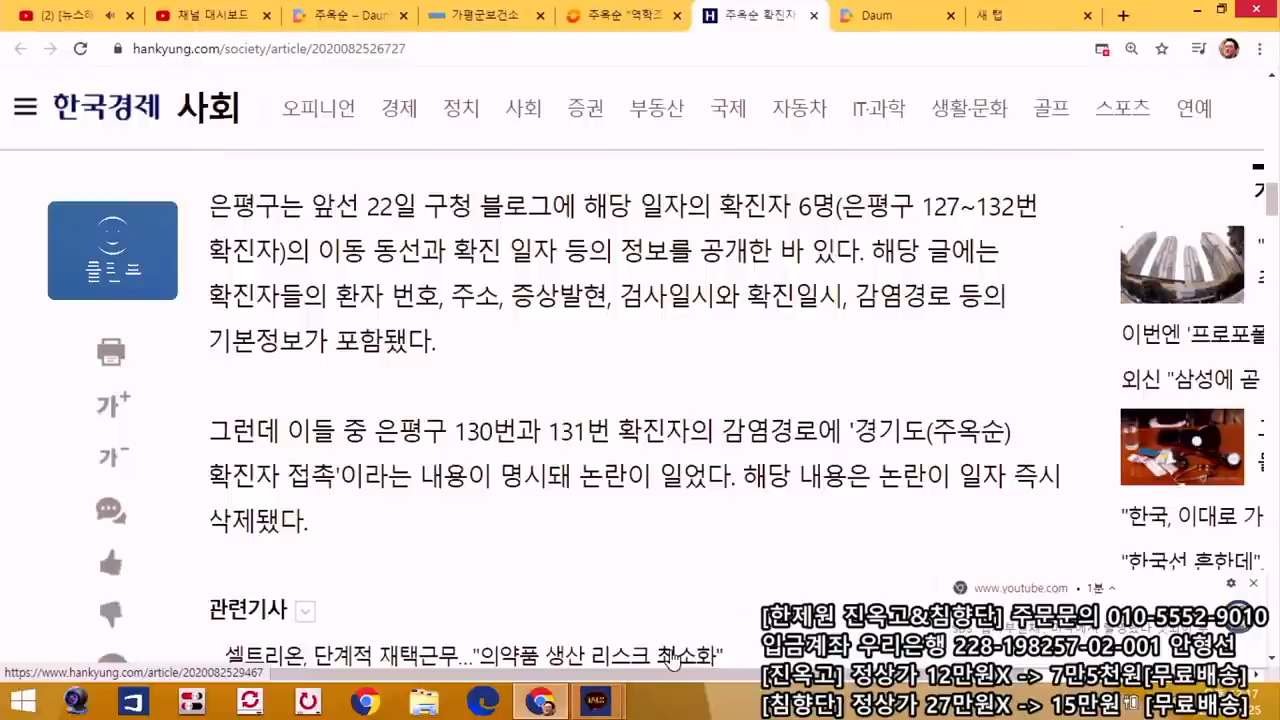 (2) [뉴스하
채널 대시보드
주옥순 – Daum
가평군보건소
주옥순 "역학조
주옥순 확진자
Daum
새 탭
hankyung.com/society/article/2020082526727
한국경제 사회 오피니언 경제 정치 사회 증권 부동산 국제 자동차 IT·과학 생활·문화 골프 스포츠 연예
은평구는 앞선 22일 구청 블로그에 해당 일자의 확진자 6명(은평구 127~132번
확진자)의 이동 동선과 확진 일자 등의 정보를 공개한 바 있다. 해당 글에는
확진자들의 환자 번호, 주소, 증상발현, 검사일시와 확진일시, 감염경로 등의
기본정보가 포함됐다.
가+
가-
그런데 이들 중 은평구 130번과 131번 확진자의 감염경로에 '경기도(주옥순)
확진자 접촉'이라는 내용이 명시돼 논란이 일었다. 해당 내용은 논란이 일자 즉시
삭제됐다.
관련기사
셀트리온, 단계적 재택근무..."의약품 생산 리스크 최소화"
이번엔 '프로포폴
외신 "삼성에 곧
"한국, 이대로 가
"한국선 흔한데"
www.youtube.com • 1분
https://www.hankyung.com/article/2020082529467
[한제원 진옥고&침향단] 주문문의 010-5552-9010
입금계좌 우리은행 228-198257-02-001 안형선
[진옥고] 정상가 12만원X -> 7만5천원[무료배송]
[침향단] 정상가 27만원X -> 15만원 [무료배송]